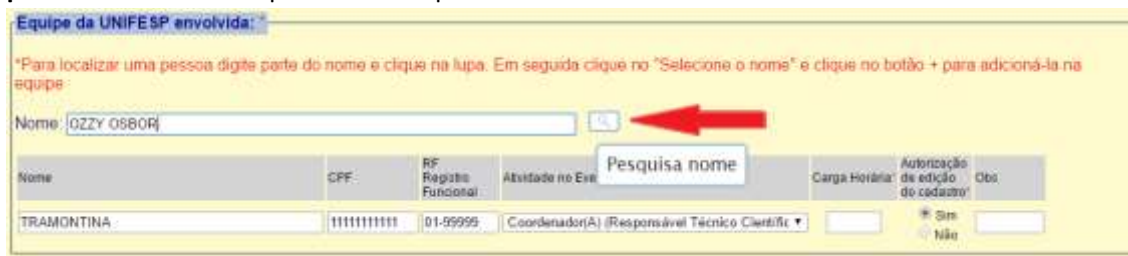 Equipe da UNIFESP envolvida: *
*Para localizar uma pessoa digite parte do nome e clique na lupa. Em seguida clique no "Selecione o nome" e clique no botão + para adicioná-la na
equipe
Nome: OZZY OSBOR
Pesquisa nome
Nome CPF RF Registro Funcional Atividade no Eve Carga Horária* Autorização de edição do cadastro* Obs
TRAMONTINA 11111111111 01-99999 Coordenador(A) (Responsável Técnico Científic Sim
Não